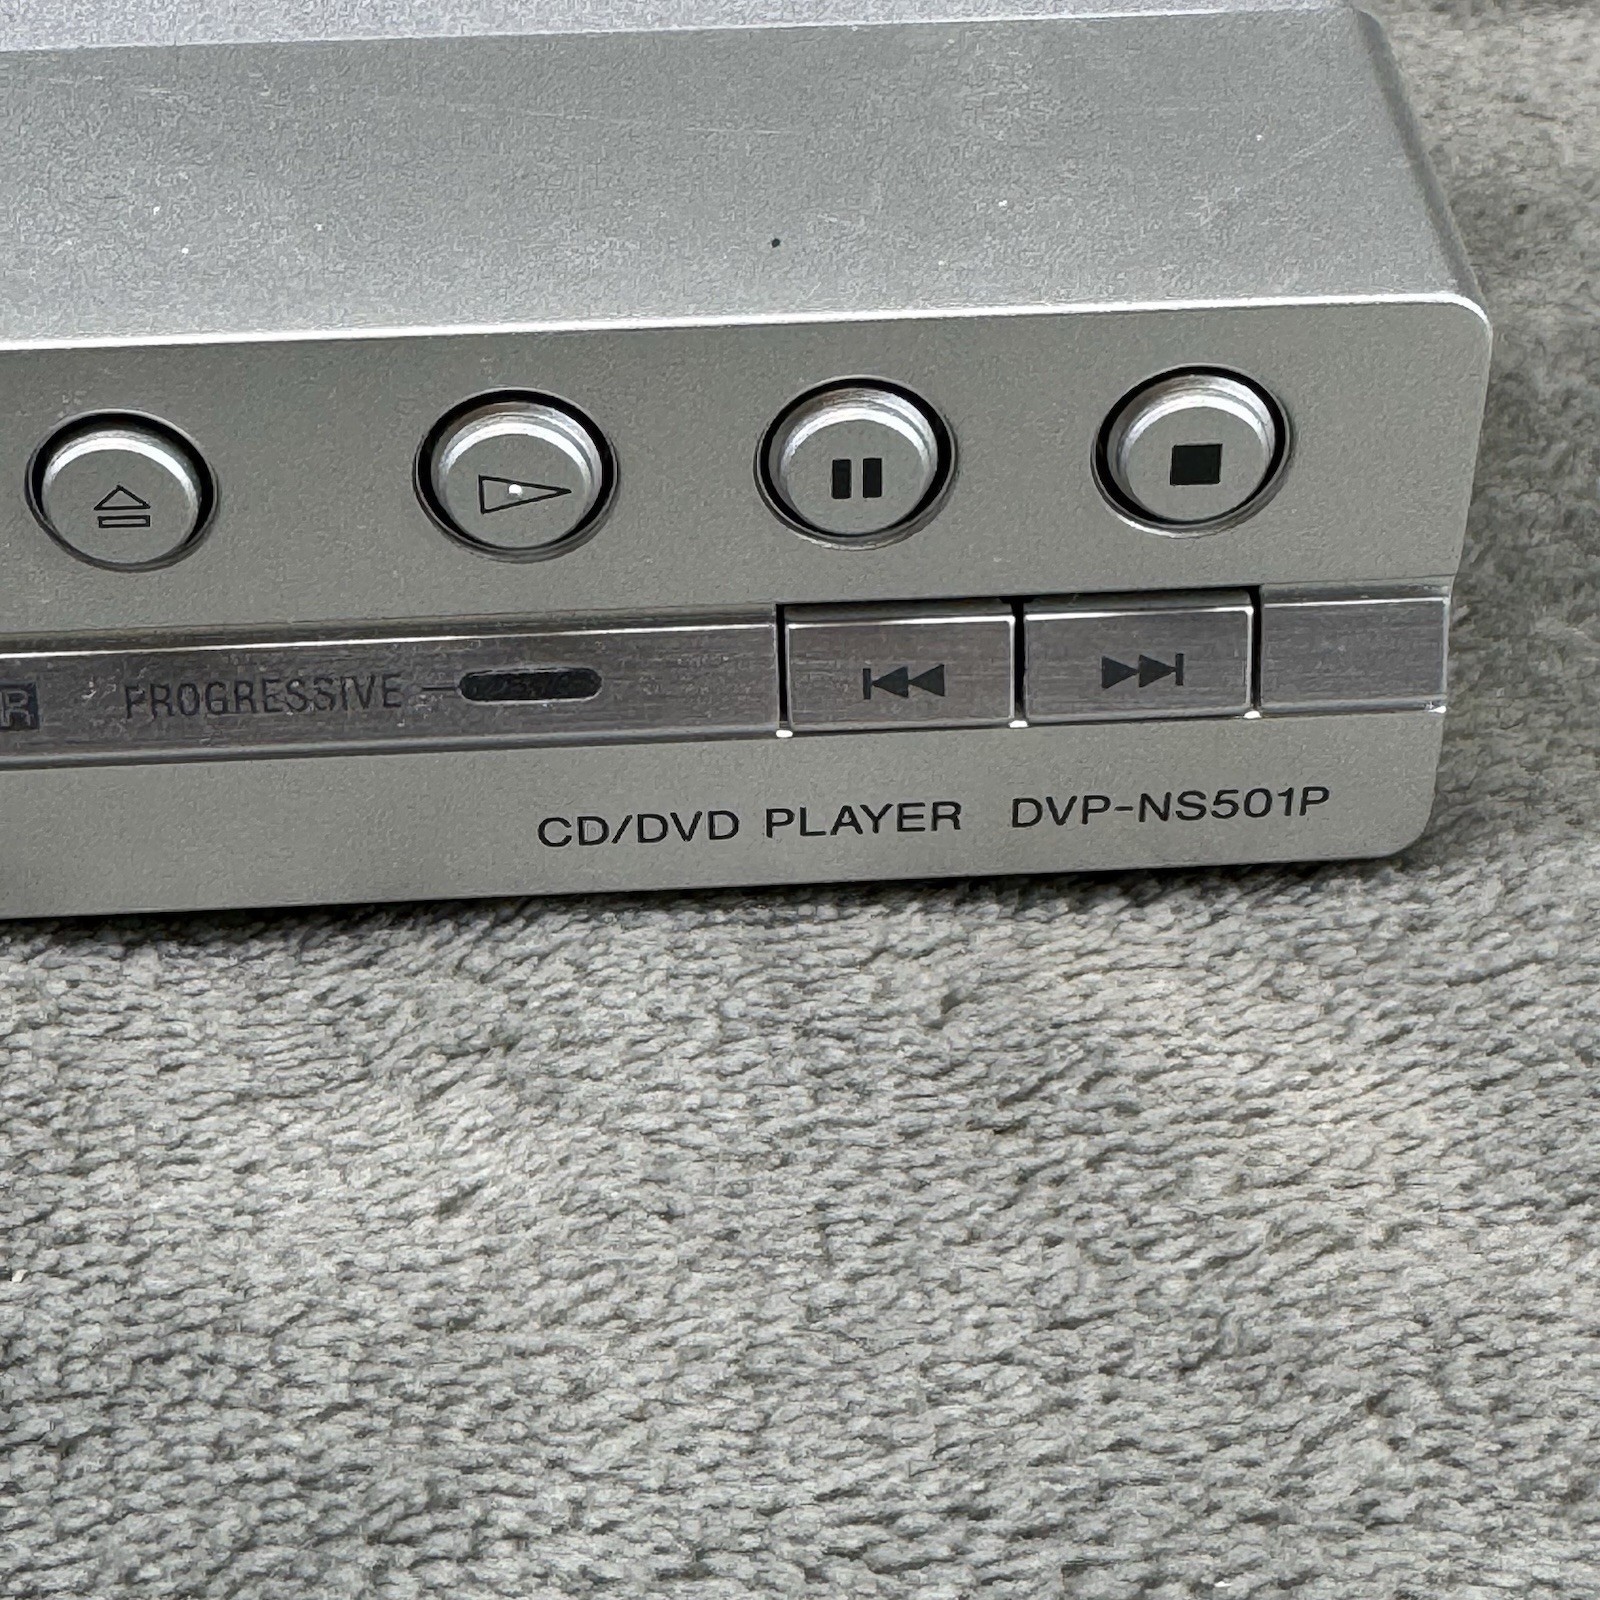 R PROGRESSIVE
CD/DVD PLAYER DVP-NS501P